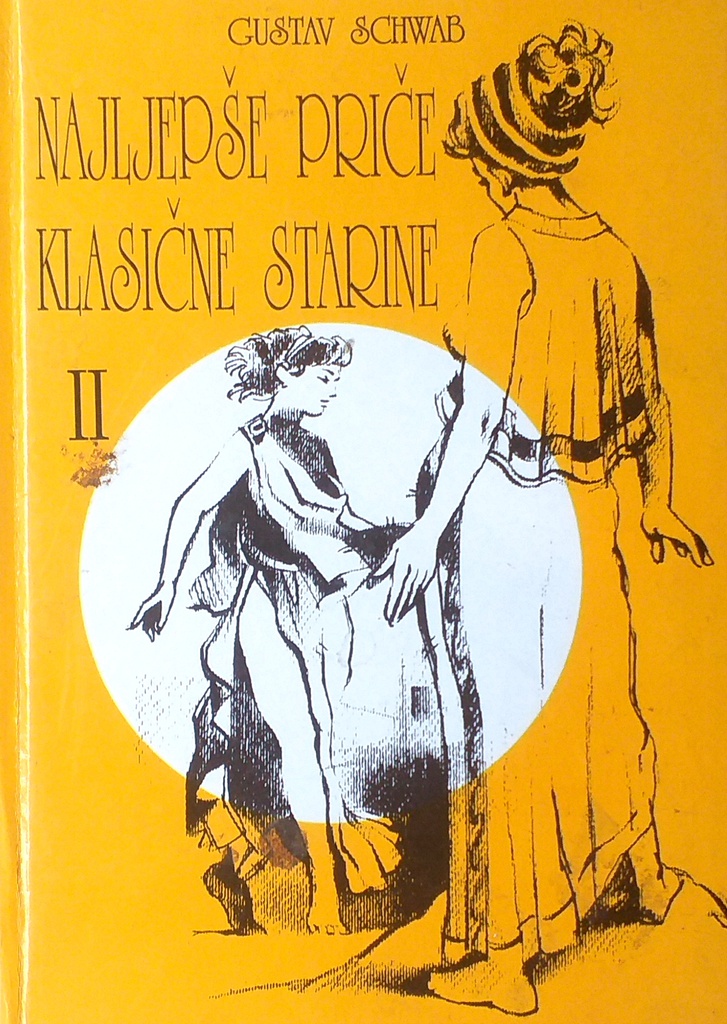 GUSTAV SCHWAB
NAJLJEPŠE PRIČE
KLASIČNE STARINE
II